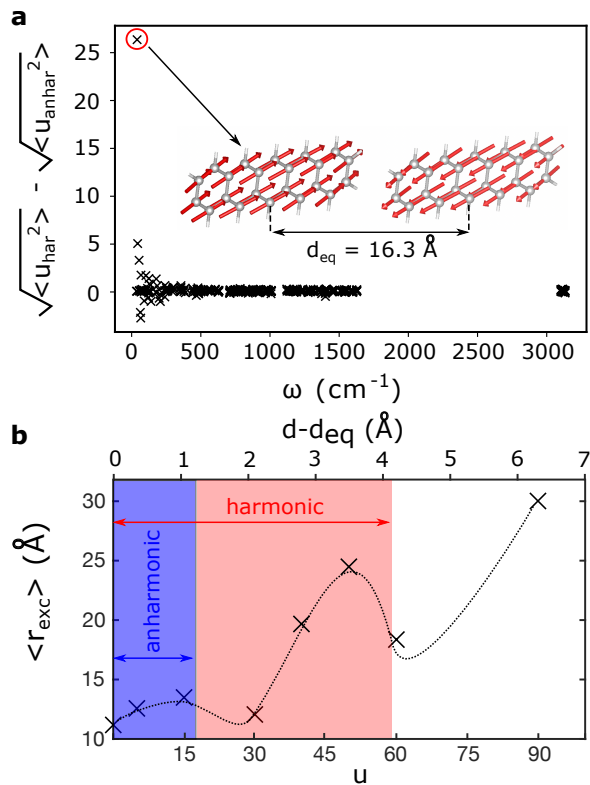 a
√<u_har²> - √<u_anhar²>
25
20
15
10
5
0
d_eq = 16.3 Å
0 500 1000 1500 2000 2500 3000
ω (cm⁻¹)
b
d-d_eq (Å)
0 1 2 3 4 5 6 7
<r_exc> (Å)
30
25
20
15
10
harmonic
anharmonic
15 30 45 60 75 90
u